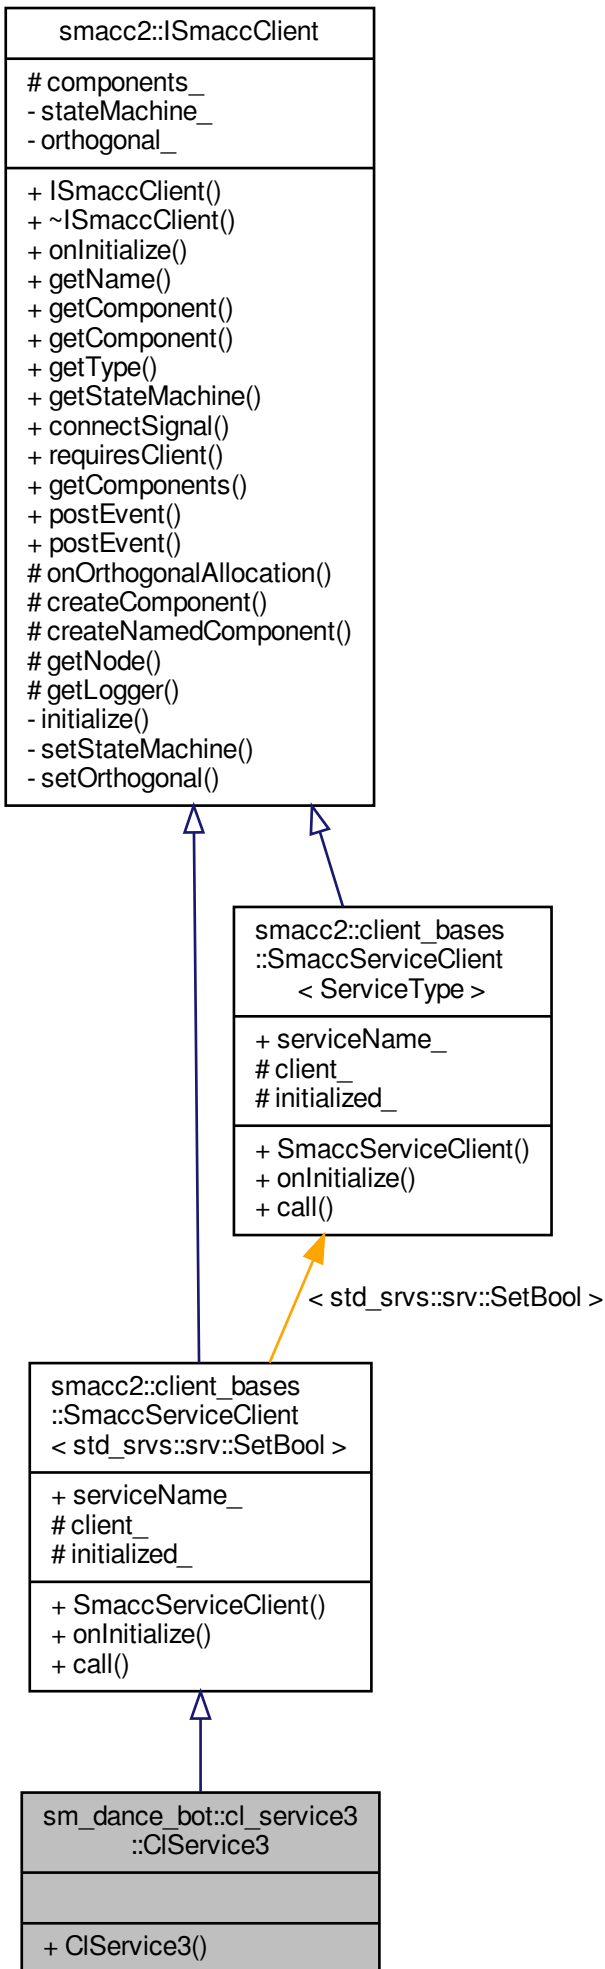 smacc2::ISmaccClient
# components_
- stateMachine_
- orthogonal_
+ ISmaccClient()
+ ~ISmaccClient()
+ onInitialize()
+ getName()
+ getComponent()
+ getComponent()
+ getType()
+ getStateMachine()
+ connectSignal()
+ requiresClient()
+ getComponents()
+ postEvent()
+ postEvent()
# onOrthogonalAllocation()
# createComponent()
# createNamedComponent()
# getNode()
# getLogger()
- initialize()
- setStateMachine()
- setOrthogonal()
smacc2::client_bases
::SmaccServiceClient
< ServiceType >
+ serviceName_
# client_
# initialized_
+ SmaccServiceClient()
+ onInitialize()
+ call()
< std_srvs::srv::SetBool >
smacc2::client_bases
::SmaccServiceClient
< std_srvs::srv::SetBool >
+ serviceName_
# client_
# initialized_
+ SmaccServiceClient()
+ onInitialize()
+ call()
sm_dance_bot::cl_service3
::ClService3
+ ClService3()